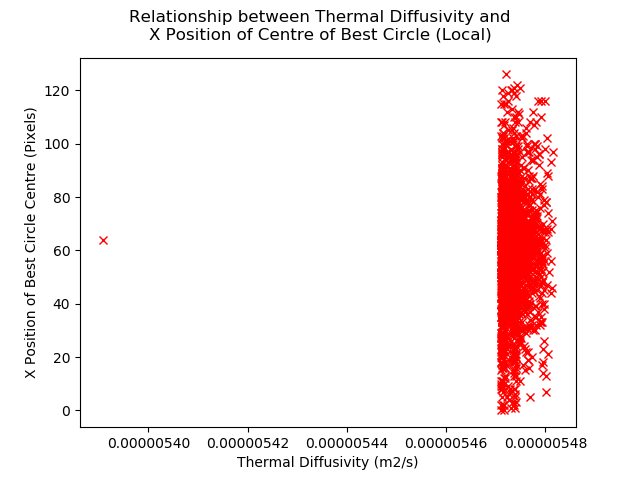 Relationship between Thermal Diffusivity and
X Position of Centre of Best Circle (Local)
120
100
80
60
40
20
0
X Position of Best Circle Centre (Pixels)
0.00000540 0.00000542 0.00000544 0.00000546 0.00000548
Thermal Diffusivity (m2/s)